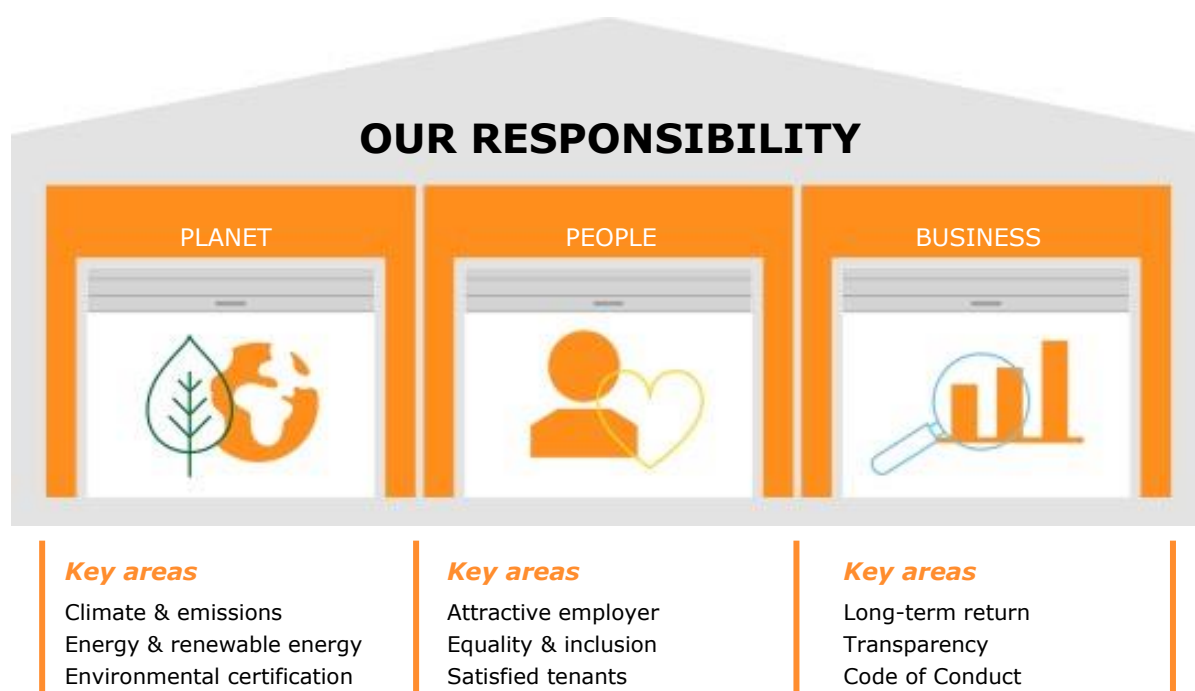 OUR RESPONSIBILITY
PLANET
PEOPLE
BUSINESS
Key areas
Climate & emissions
Energy & renewable energy
Environmental certification
Key areas
Attractive employer
Equality & inclusion
Satisfied tenants
Key areas
Long-term return
Transparency
Code of Conduct